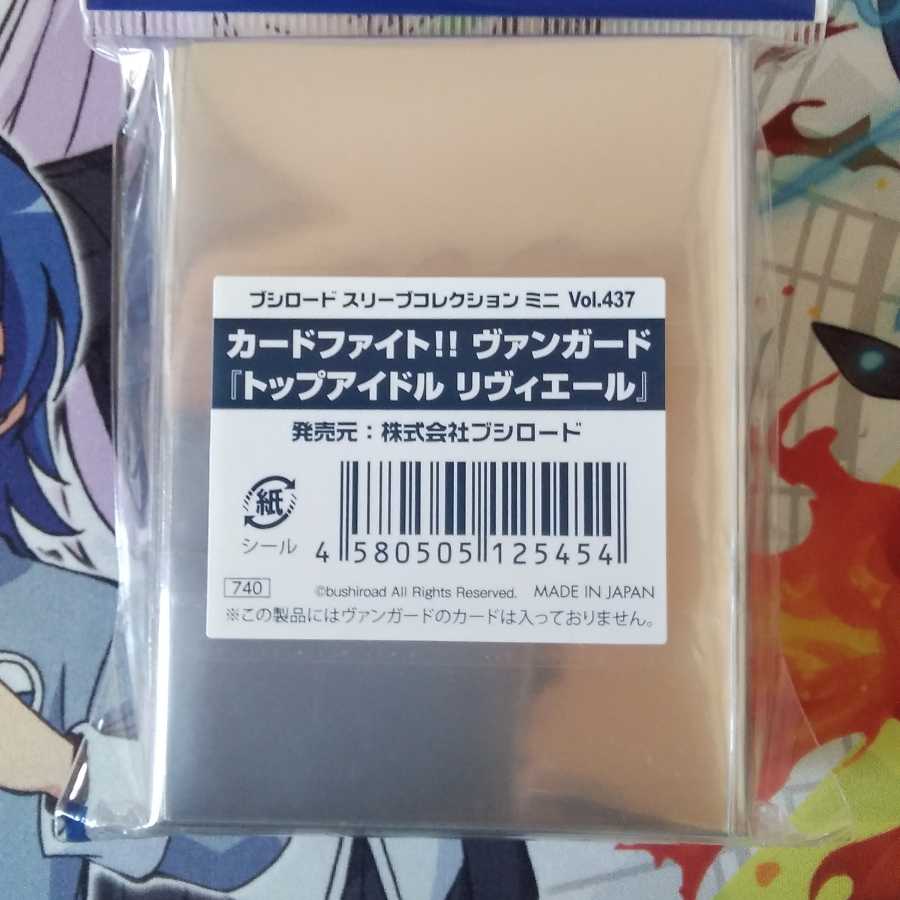 ブシロード スリーブコレクション ミニ Vol.437
カードファイト!! ヴァンガード
『トップアイドル リヴィエール』
発売元：株式会社ブシロード
紙
シール
4 580505 125454
740
©bushiroad All Rights Reserved. MADE IN JAPAN
※この製品にはヴァンガードのカードは入っておりません。